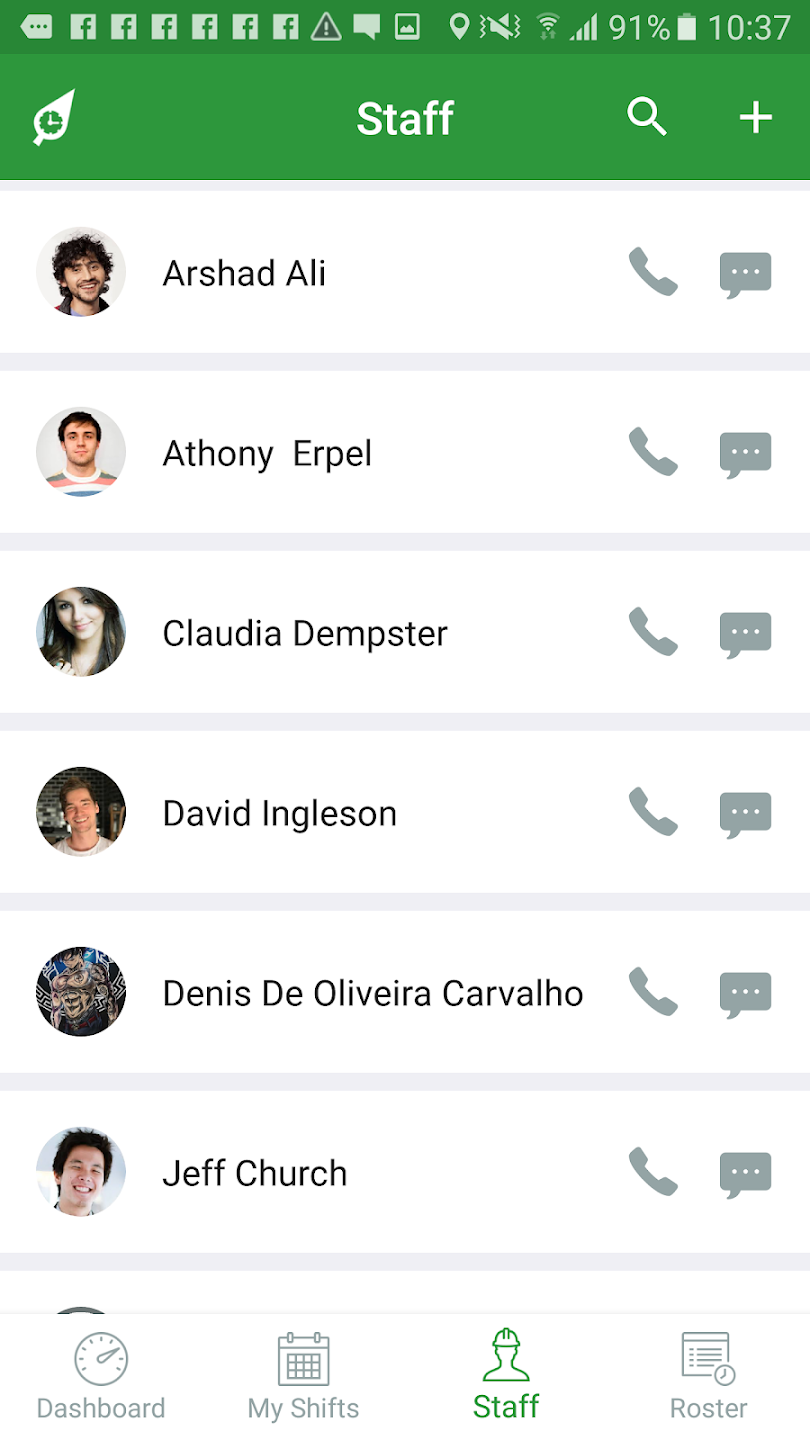 91% 10:37
Staff
Arshad Ali
Athony  Erpel
Claudia Dempster
David Ingleson
Denis De Oliveira Carvalho
Jeff Church
Dashboard
My Shifts
Staff
Roster